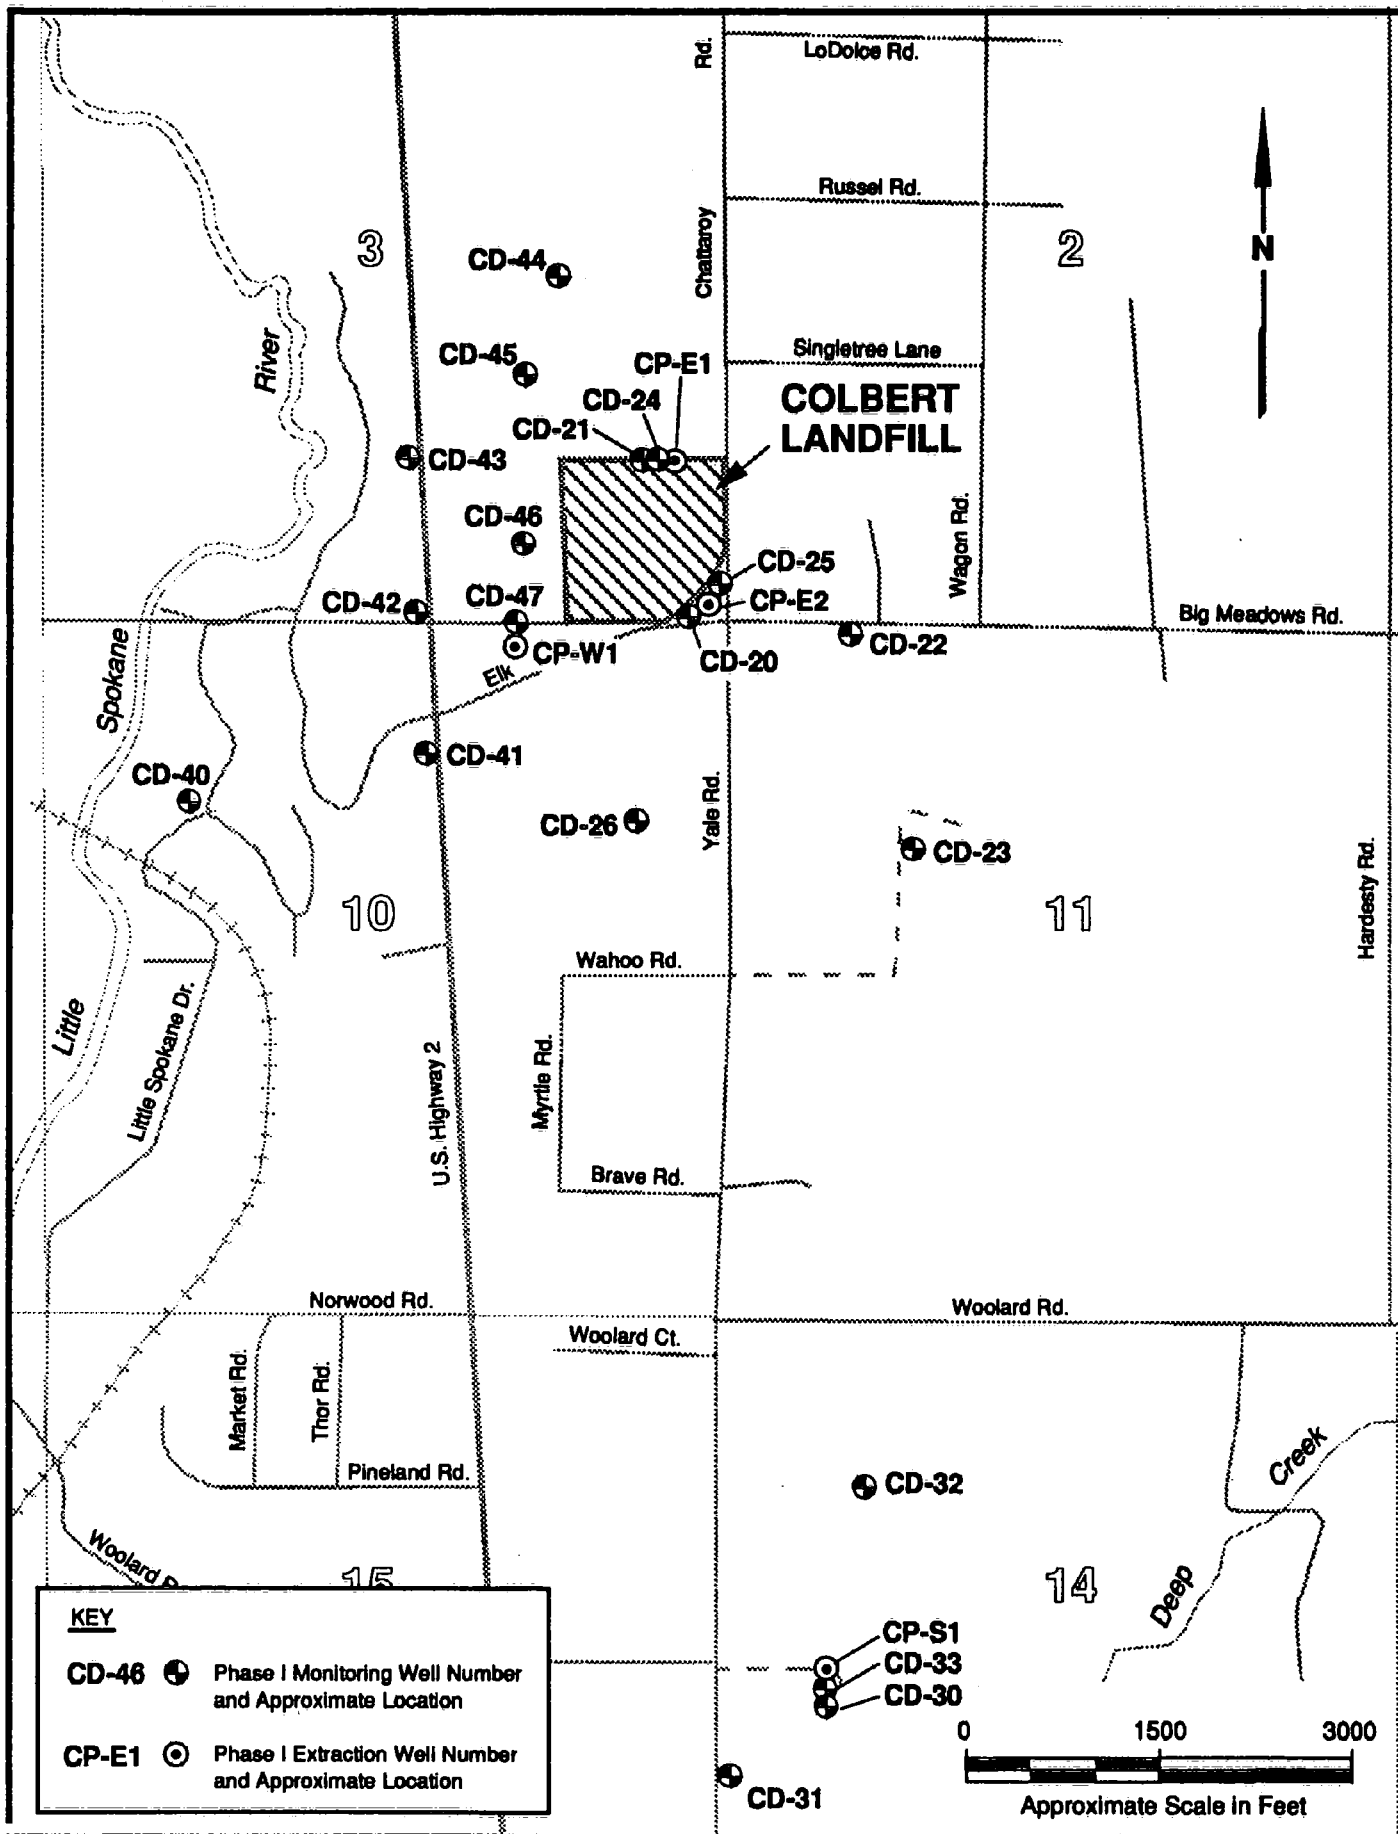 LoDolce Rd.
Rd.
Russel Rd.
3
2
N
CD-44
Chattaroy
River
CD-45
CP-E1
Singletree Lane
CD-24
COLBERT
LANDFILL
CD-21
CD-43
CD-46
Wagon Rd.
CD-25
CD-42
CD-47
CP-E2
Big Meadows Rd.
CD-22
CP-W1
CD-20
Elk
Spokane
CD-41
CD-40
CD-26
Yale Rd.
CD-23
Hardesty Rd.
10
11
Wahoo Rd.
Little
Little Spokane Dr.
U.S. Highway 2
Myrtle Rd.
Brave Rd.
Norwood Rd.
Woolard Rd.
Woolard Ct.
Market Rd.
Thor Rd.
Pineland Rd.
CD-32
Creek
Woolard R
15
14
Deep
KEY
CD-46 Phase I Monitoring Well Number
and Approximate Location
CP-E1 Phase I Extraction Well Number
and Approximate Location
CP-S1
CD-33
CD-30
CD-31
0 1500 3000
Approximate Scale in Feet